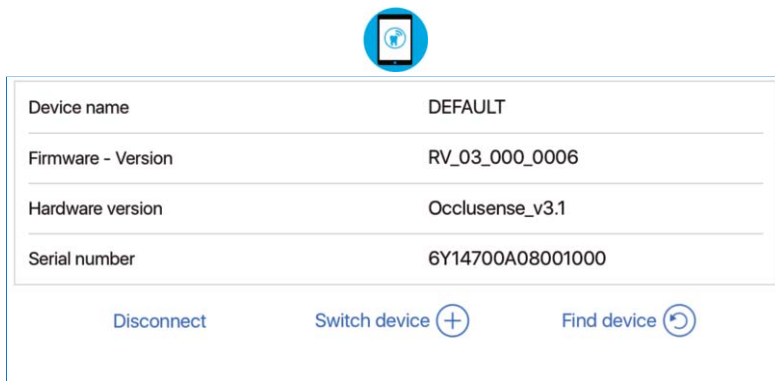 Device name DEFAULT
Firmware - Version RV_03_000_0006
Hardware version Occlusense_v3.1
Serial number 6Y14700A08001000
Disconnect Switch device Find device